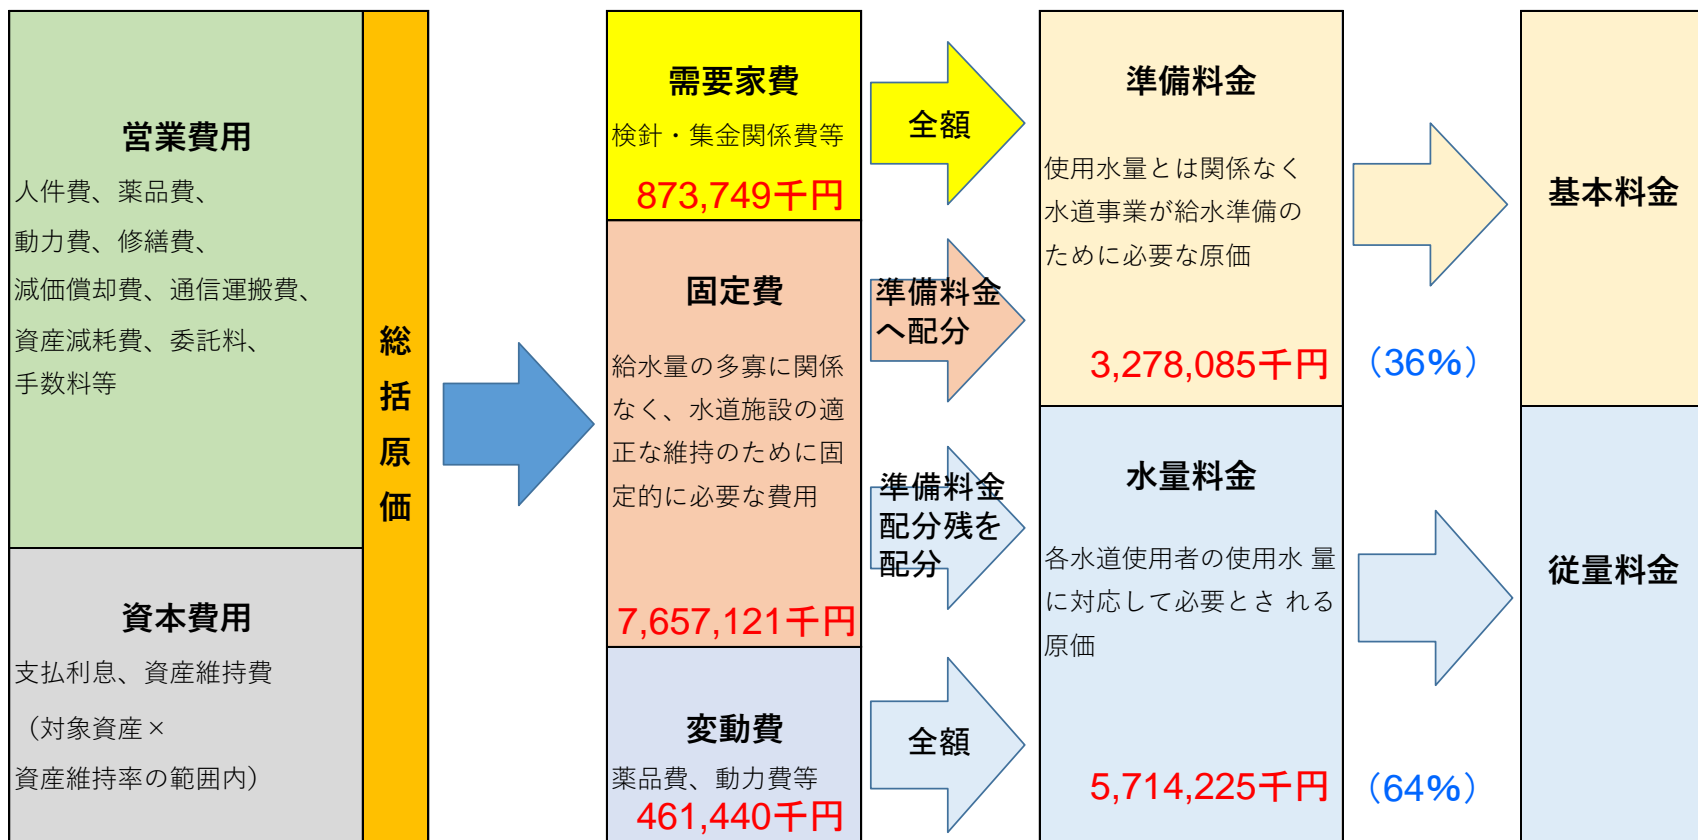 営業費用
人件費、薬品費、
動力費、修繕費、
減価償却費、通信運搬費、
資産減耗費、委託料、
手数料等
資本費用
支払利息、資産維持費
（対象資産×
資産維持率の範囲内）
総
括
原
価
需要家費
検針・集金関係費等
873,749千円
固定費
給水量の多寡に関係
なく、水道施設の適
正な維持のために固
定的に必要な費用
7,657,121千円
変動費
薬品費、動力費等
461,440千円
全額
準備料金
へ配分
準備料金
配分残を
配分
全額
準備料金
使用水量とは関係なく
水道事業が給水準備の
ために必要な原価
3,278,085千円
（36%）
水量料金
各水道使用者の使用水 量
に対応して必要とさ れる
原価
5,714,225千円
（64%）
基本料金
従量料金